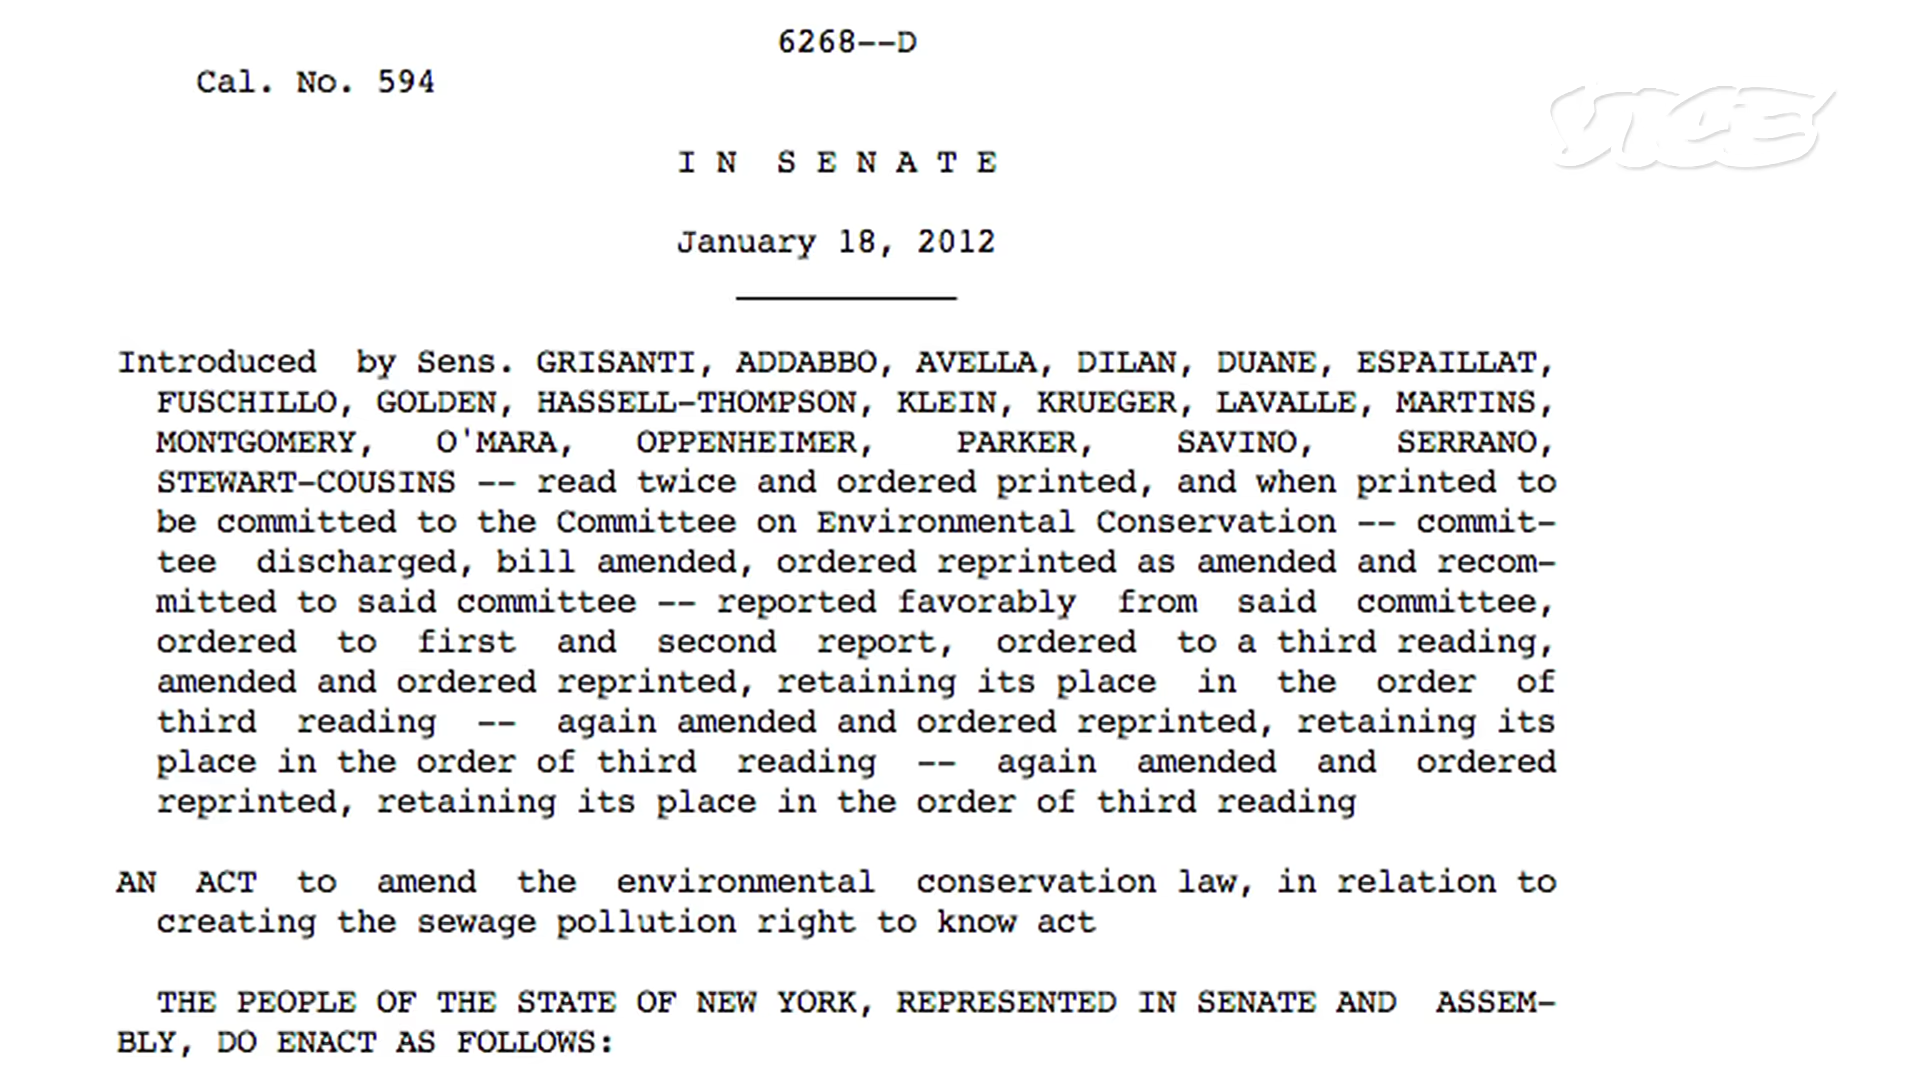 6268--D
Cal. No. 594
VICE
I N  S E N A T E
January 18, 2012
Introduced by Sens. GRISANTI, ADDABBO, AVELLA, DILAN, DUANE, ESPAILLAT,
FUSCHILLO, GOLDEN, HASSELL-THOMPSON, KLEIN, KRUEGER, LAVALLE, MARTINS,
MONTGOMERY, O'MARA, OPPENHEIMER, PARKER, SAVINO, SERRANO,
STEWART-COUSINS -- read twice and ordered printed, and when printed to
be committed to the Committee on Environmental Conservation -- commit-
tee discharged, bill amended, ordered reprinted as amended and recom-
mitted to said committee -- reported favorably from said committee,
ordered to first and second report, ordered to a third reading,
amended and ordered reprinted, retaining its place in the order of
third reading -- again amended and ordered reprinted, retaining its
place in the order of third reading -- again amended and ordered
reprinted, retaining its place in the order of third reading
AN ACT to amend the environmental conservation law, in relation to
creating the sewage pollution right to know act
THE PEOPLE OF THE STATE OF NEW YORK, REPRESENTED IN SENATE AND ASSEM-
BLY, DO ENACT AS FOLLOWS: